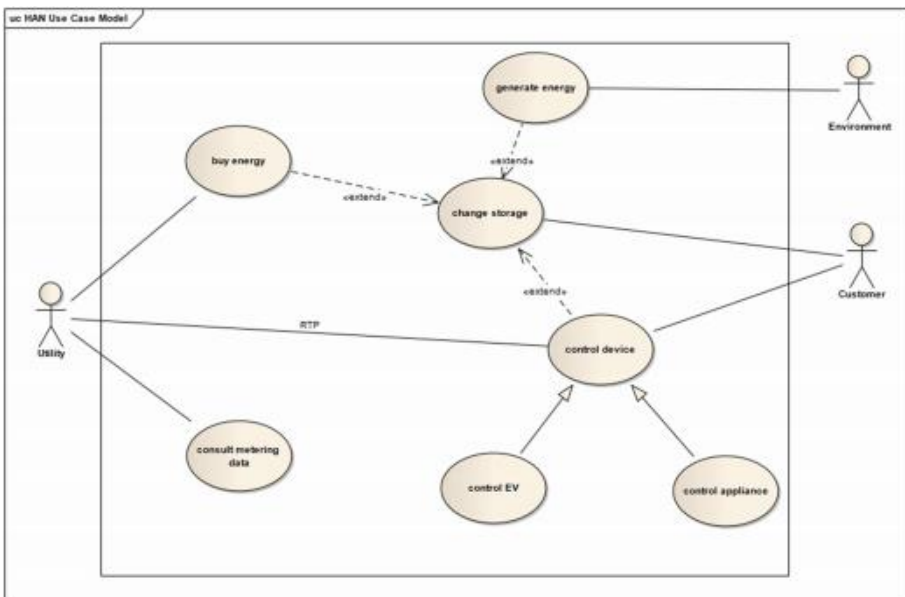 uc HAN Use Case Model
generate energy
Environment
buy energy
«extend»
«extend»
change storage
Customer
«extend»
RTP
control device
Utility
consult metering
data
control EV
control appliance